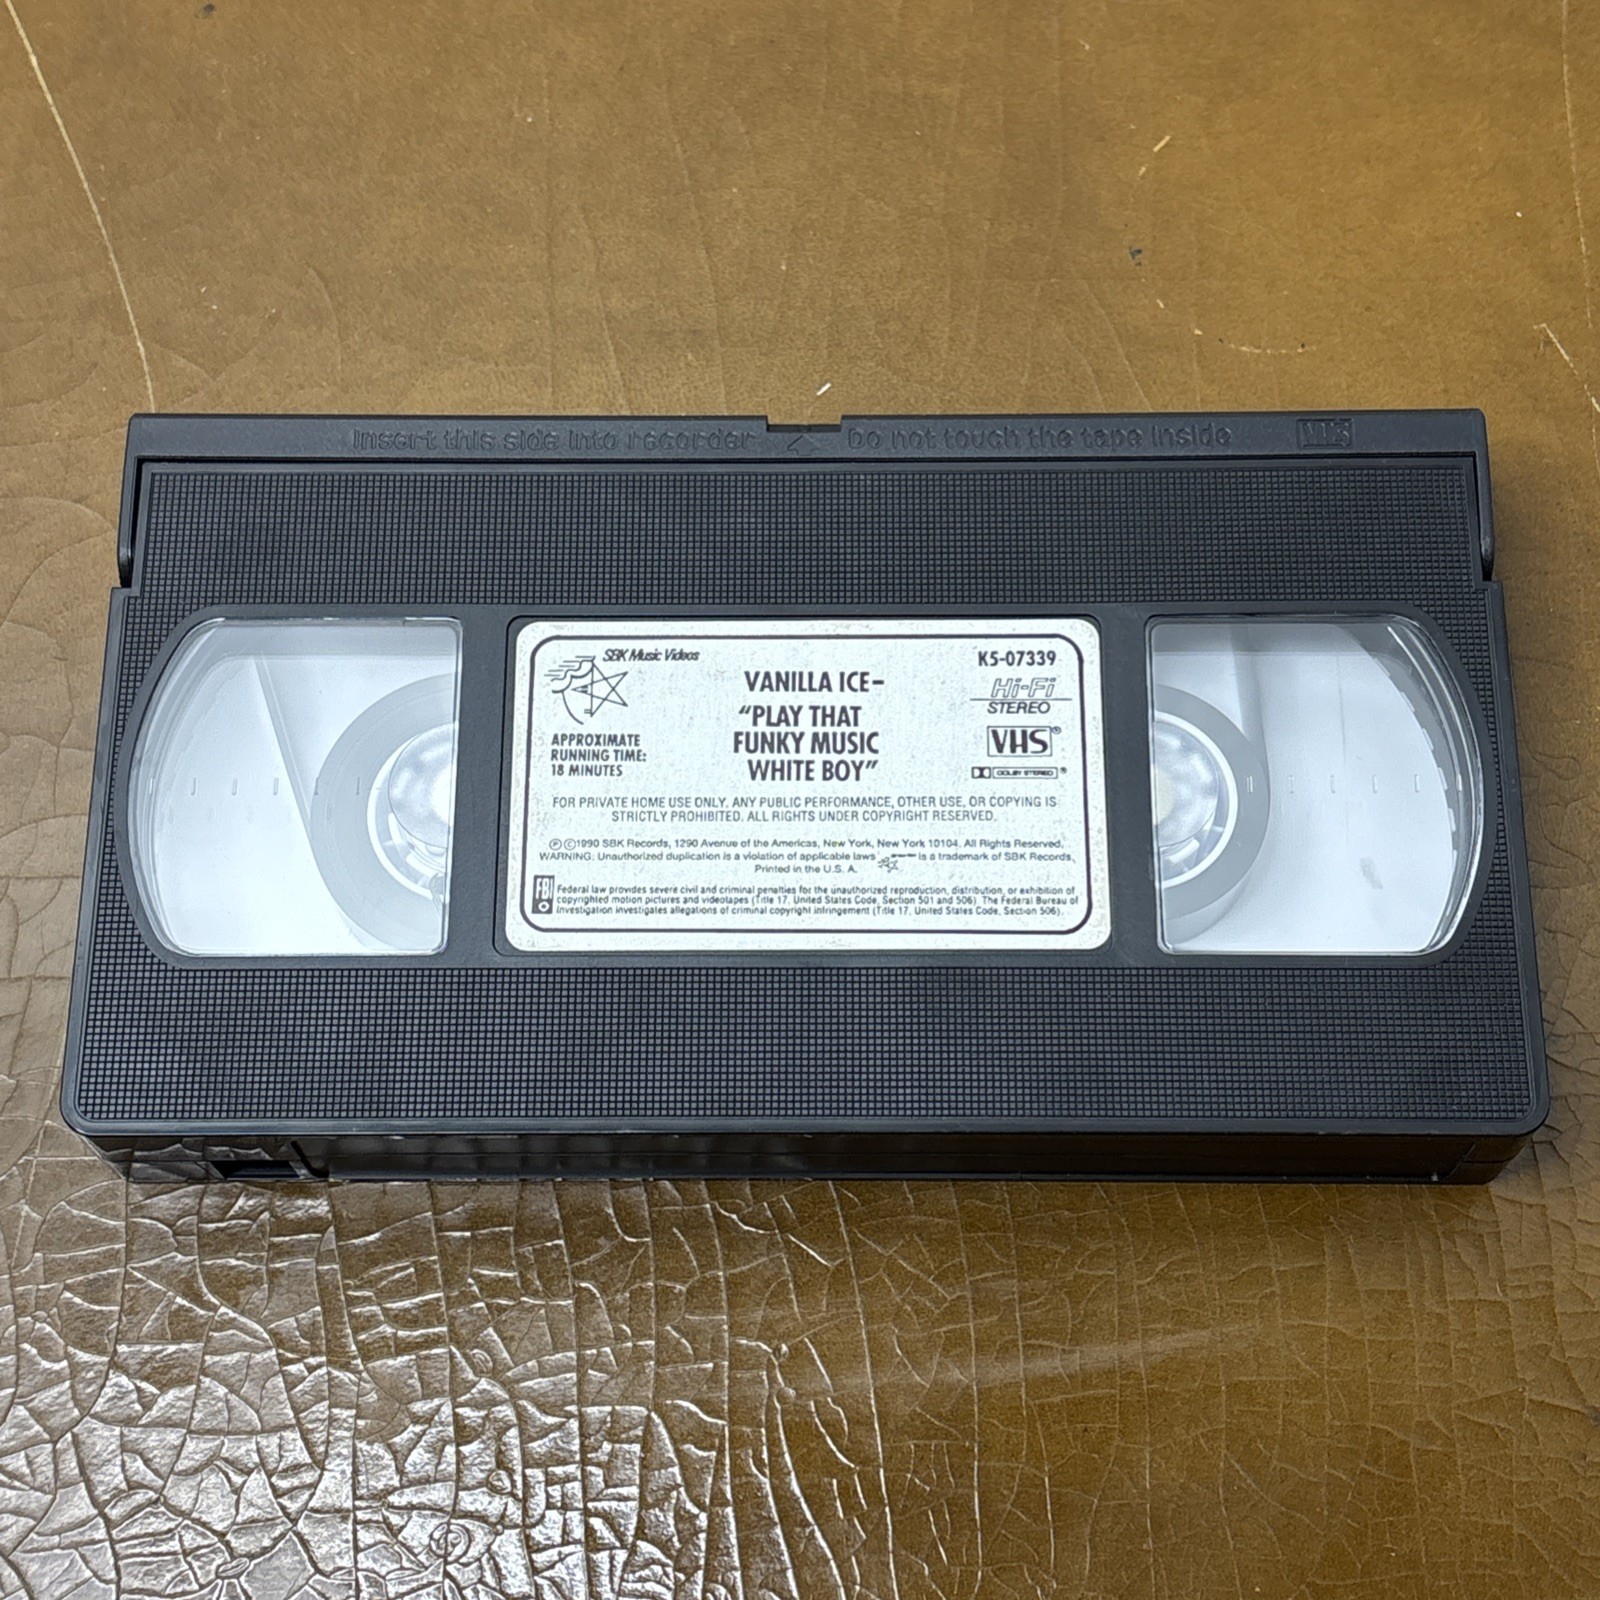 Insert this side into recorder Do not touch the tape inside VHS
SBK Music Videos
K5-07339
VANILLA ICE–
"PLAY THAT
FUNKY MUSIC
WHITE BOY"
APPROXIMATE
RUNNING TIME:
18 MINUTES
Hi-Fi
STEREO
VHS®
DOLBY STEREO®
FOR PRIVATE HOME USE ONLY. ANY PUBLIC PERFORMANCE, OTHER USE, OR COPYING IS
STRICTLY PROHIBITED. ALL RIGHTS UNDER COPYRIGHT RESERVED.
℗©1990 SBK Records, 1290 Avenue of the Americas, New York, New York 10104. All Rights Reserved.
WARNING: Unauthorized duplication is a violation of applicable laws is a trademark of SBK Records,
Printed in the U.S.A.
FBI
Federal law provides severe civil and criminal penalties for the unauthorized reproduction, distribution, or exhibition of
copyrighted motion pictures and videotapes (Title 17, United States Code, Section 501 and 506) The Federal Bureau of
Investigation investigates allegations of criminal copyright infringement (Title 17, United States Code, Section 506).